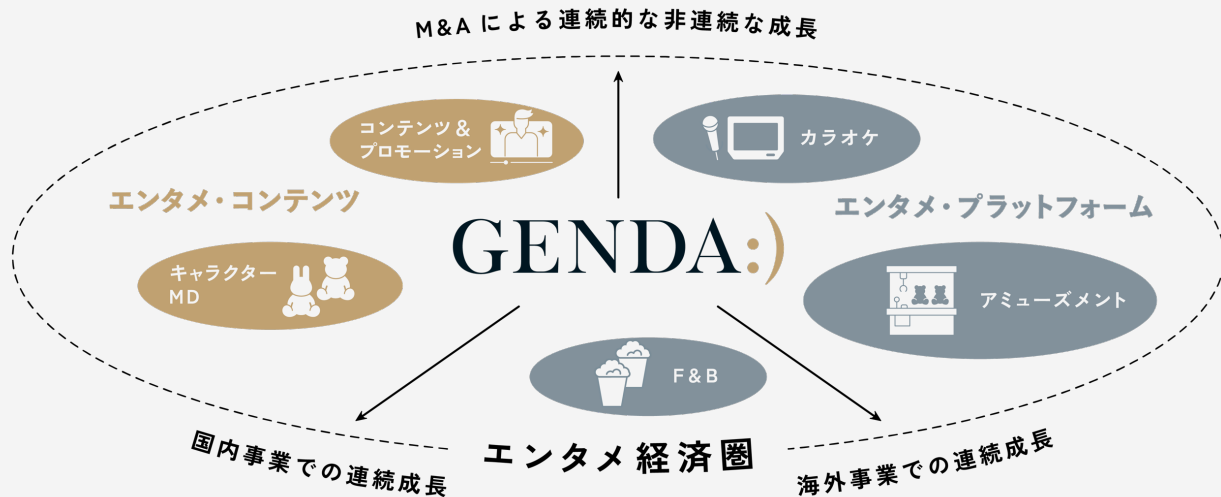 M&Aによる連続的な非連続な成長
コンテンツ&
プロモーション
カラオケ
エンタメ・コンテンツ
エンタメ・プラットフォーム
GENDA:)
キャラクター
MD
アミューズメント
F&B
国内事業での連続成長
エンタメ経済圏
海外事業での連続成長